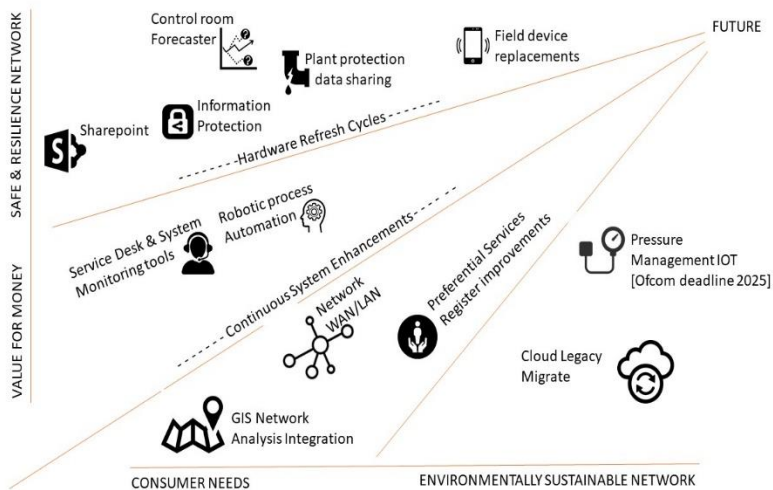 Control room
Forecaster
Plant protection
data sharing
Field device
replacements
FUTURE
SAFE & RESILIENCE NETWORK
Sharepoint
Information
Protection
Hardware Refresh Cycles
VALUE FOR MONEY
Service Desk & System
Monitoring tools
Robotic process
Automation
Continuous System Enhancements
Network
WAN/LAN
Preferential Services
Register improvements
Pressure
Management IOT
[Ofcom deadline 2025]
Cloud Legacy
Migrate
GIS Network
Analysis Integration
CONSUMER NEEDS
ENVIRONMENTALLY SUSTAINABLE NETWORK
S
?
?